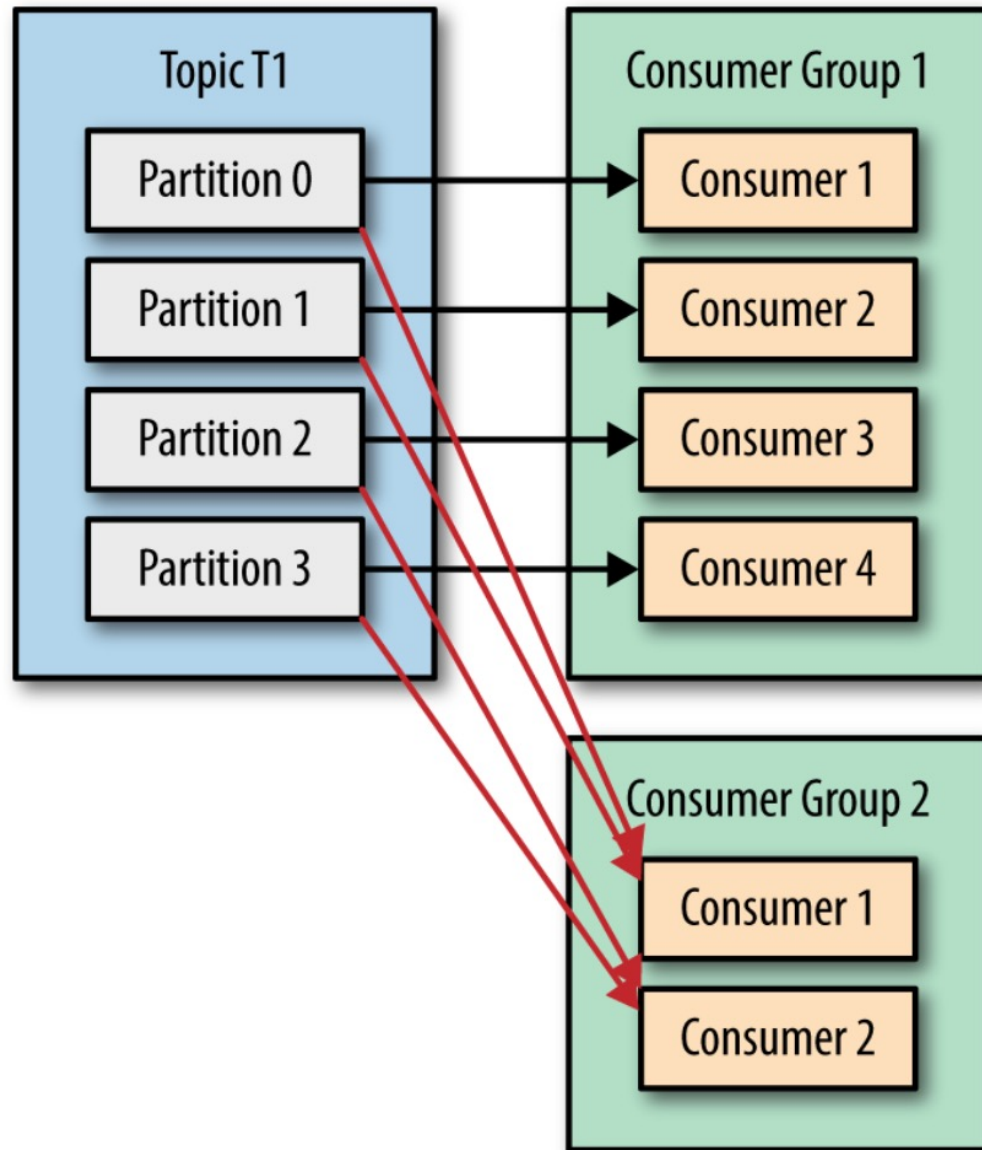 Topic T1
Partition 0
Partition 1
Partition 2
Partition 3
Consumer Group 1
Consumer 1
Consumer 2
Consumer 3
Consumer 4
Consumer Group 2
Consumer 1
Consumer 2